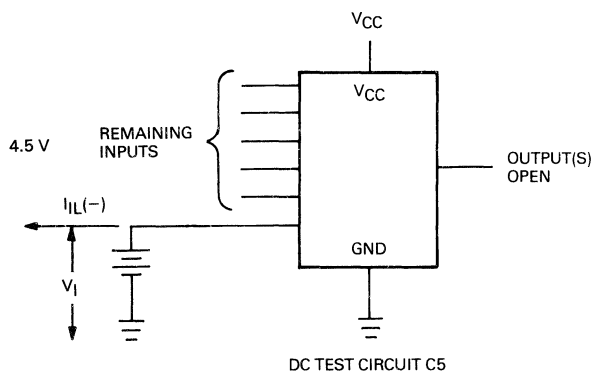 VCC
VCC
4.5 V
REMAINING
INPUTS
OUTPUT(S)
OPEN
IIL(−)
VI
GND
DC TEST CIRCUIT C5